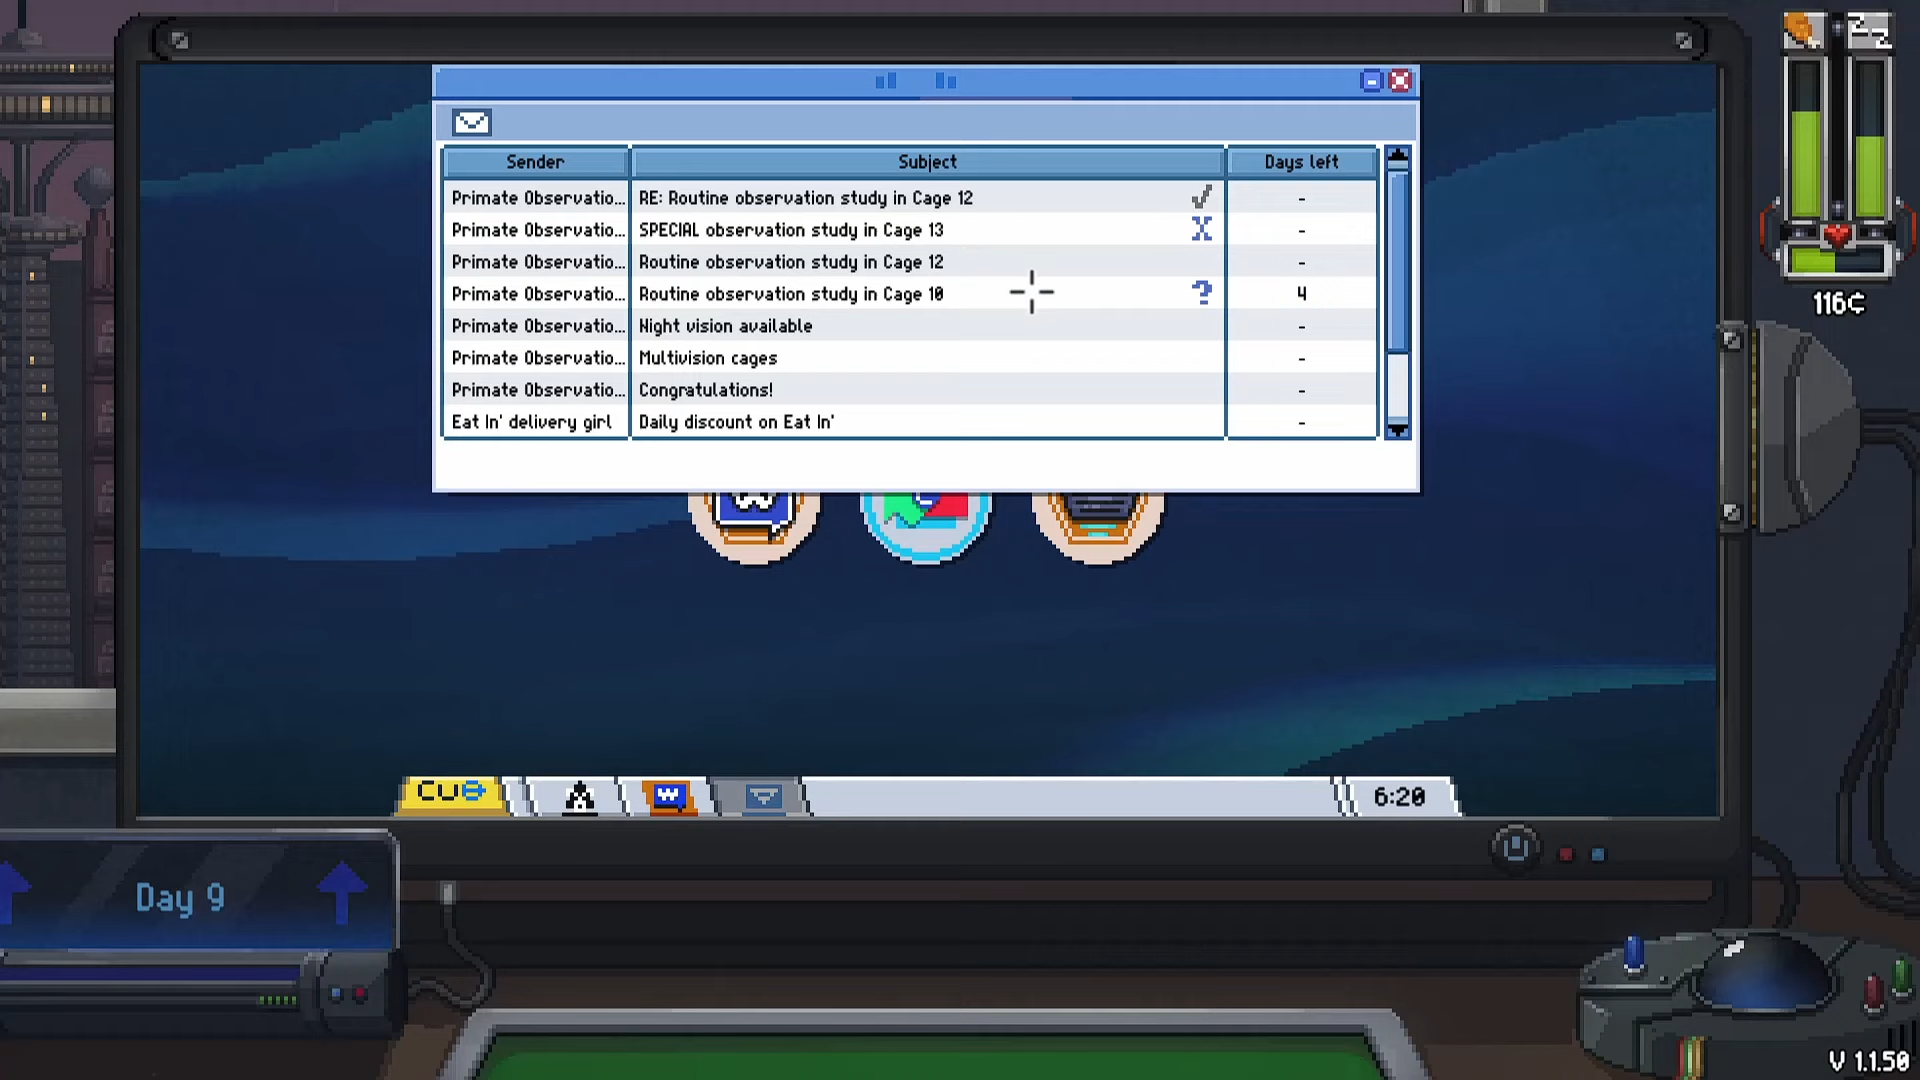 Sender Subject Days left
Primate Observatio... RE: Routine observation study in Cage 12 -
Primate Observatio... SPECIAL observation study in Cage 13 X -
Primate Observatio... Routine observation study in Cage 12 -
Primate Observatio... Routine observation study in Cage 10 ? 4
Primate Observatio... Night vision available -
Primate Observatio... Multivision cages -
Primate Observatio... Congratulations! -
Eat In' delivery girl Daily discount on Eat In' -
116¢
W
CUΘ W 6:20
Day 9
V 1.1.50